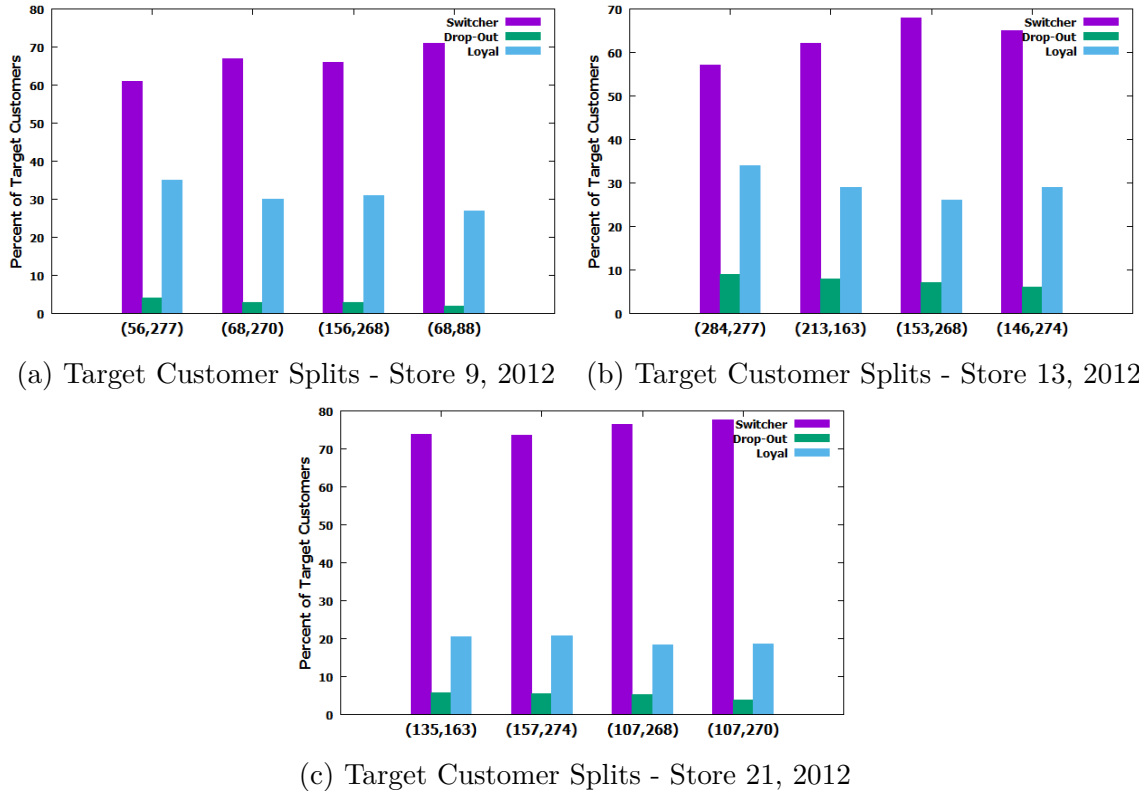 80
70
60
50
40
30
20
10
0
Percent of Target Customers
Switcher
Drop-Out
Loyal
(56,277) (68,270) (156,268) (68,88)
(a) Target Customer Splits - Store 9, 2012
70
60
50
40
30
20
10
0
Percent of Target Customers
Switcher
Drop-Out
Loyal
(284,277) (213,163) (153,268) (146,274)
(b) Target Customer Splits - Store 13, 2012
80
70
60
50
40
30
20
10
0
Percent of Target Customers
Switcher
Drop-Out
Loyal
(135,163) (157,274) (107,268) (107,270)
(c) Target Customer Splits - Store 21, 2012